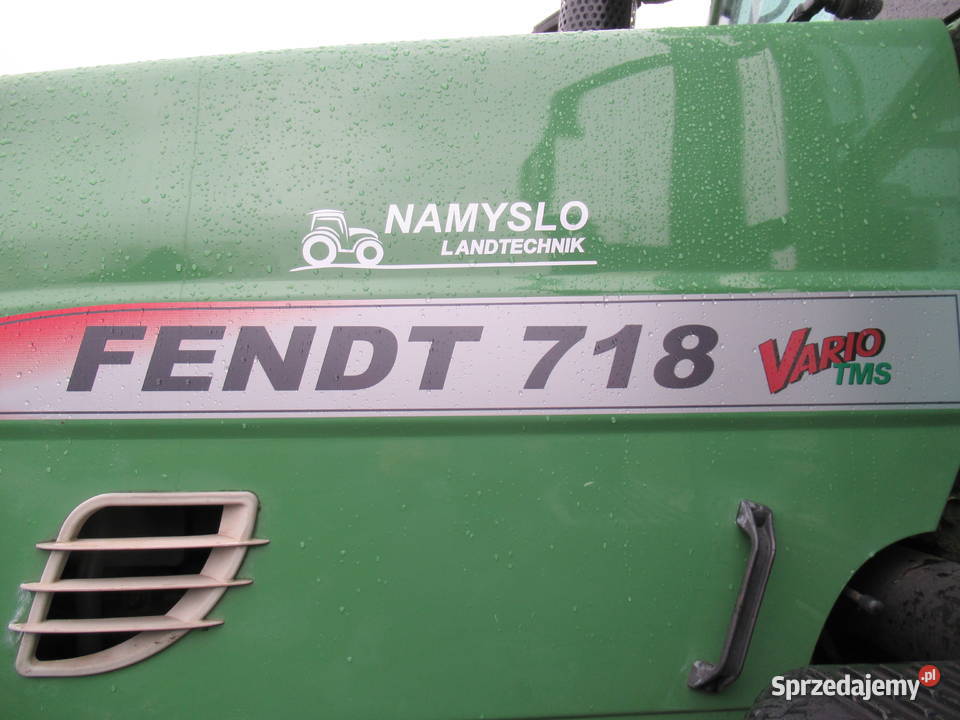 NAMYSLO
LANDTECHNIK
FENDT 718 VARIO TMS
Sprzedajemy.pl